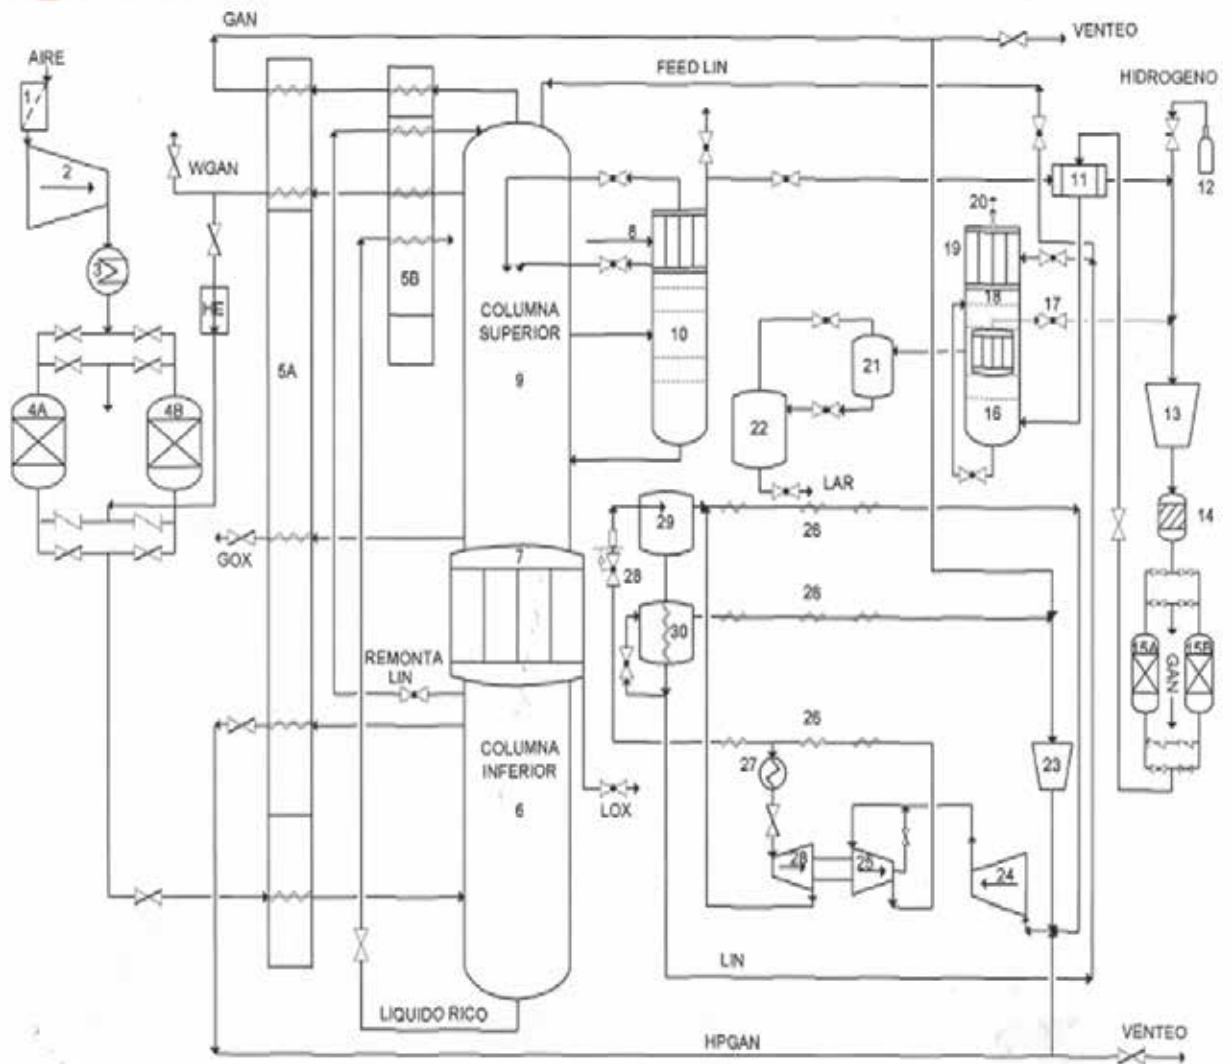 GAN
VENTEO
AIRE
FEED LIN
HIDROGENO
1
2
WGAN
11
12
20
8
19
3
5B
HE
COLUMNA
SUPERIOR
18
17
10
5A
9
21
4A
4B
16
13
22
LAR
29
26
14
7
GOX
28
26
30
15A
15B
GAN
REMONTA
LIN
26
COLUMNA
INFERIOR
27
23
6
LOX
28
25
24
LIN
LIQUIDO RICO
HPGAN
VENTEO